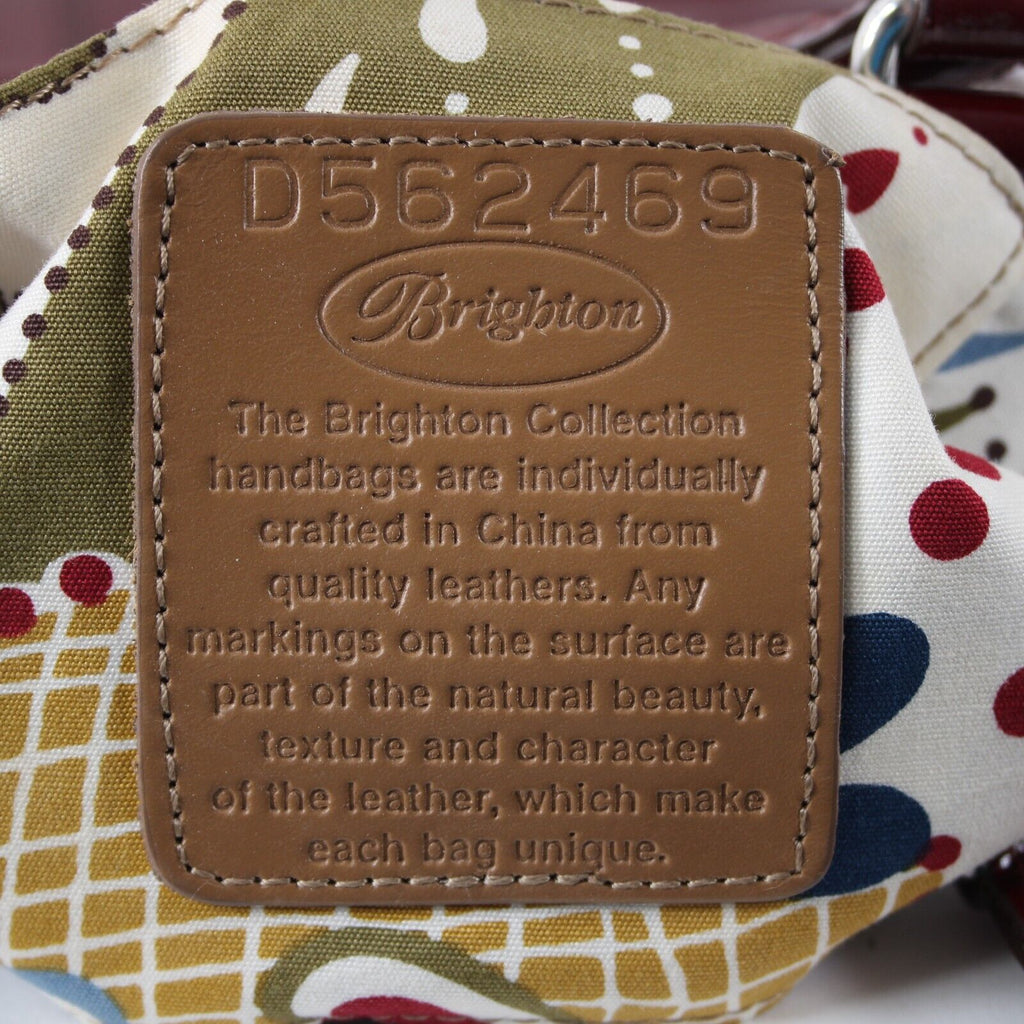 D562469
Brighton
The Brighton Collection
handbags are individually
crafted in China from
quality leathers. Any
markings on the surface are
part of the natural beauty,
texture and character
of the leather, which make
each bag unique.